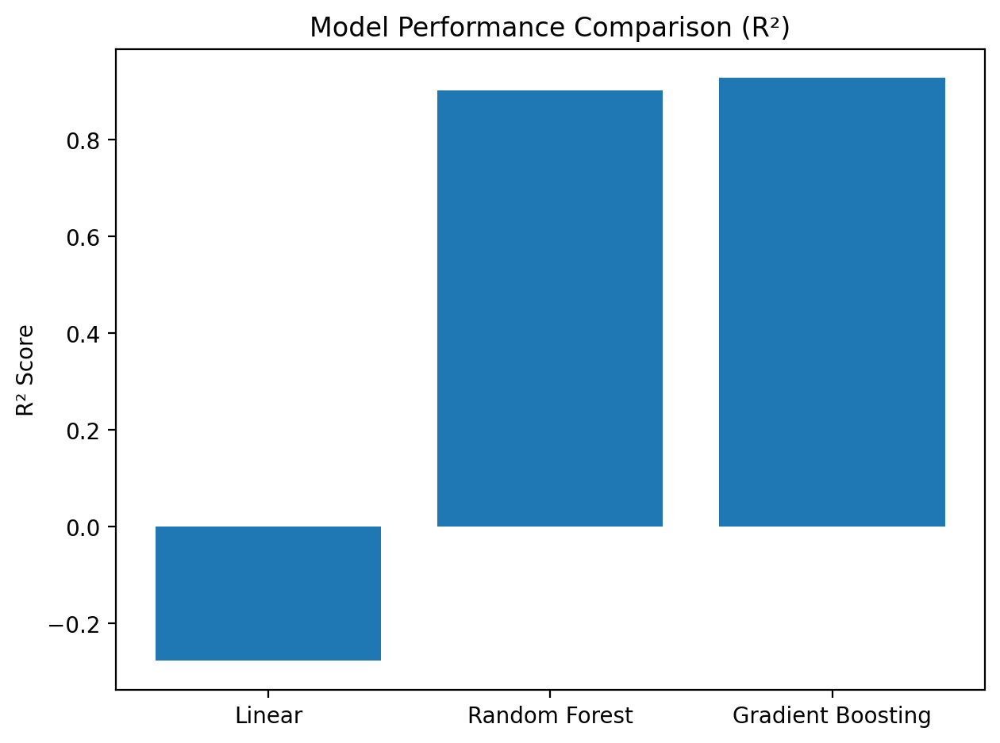 Model Performance Comparison (R²)
R² Score
0.8
0.6
0.4
0.2
0.0
−0.2
Linear
Random Forest
Gradient Boosting